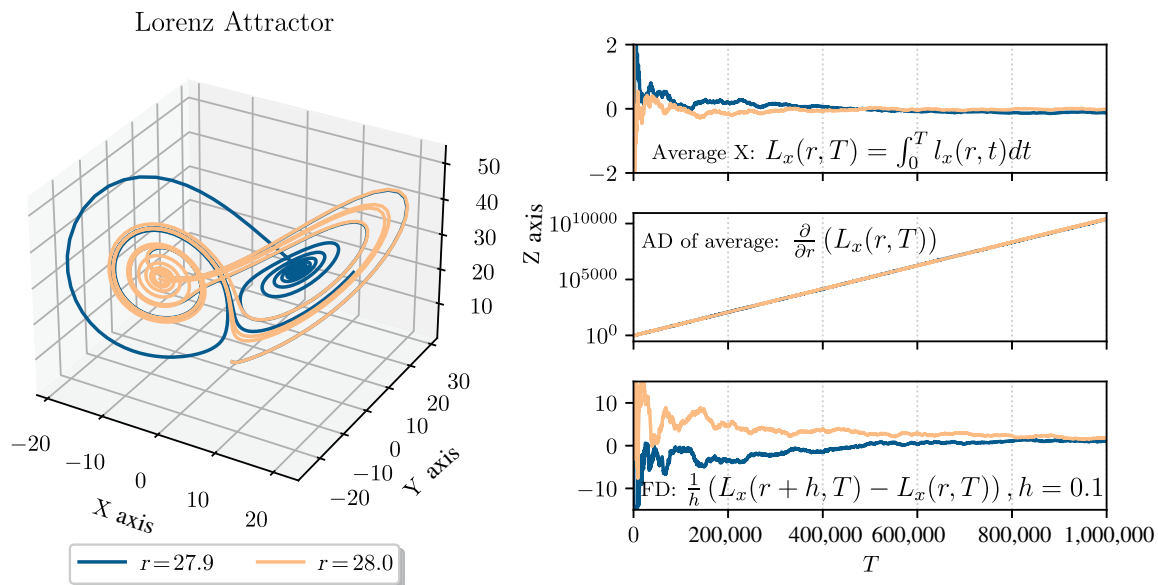 Lorenz Attractor
50
40
30
20
10
Z axis
−20
−10
0
10
20
X axis
−20
−10
0
10
20
30
Y axis
r=27.9
r=28.0
2
0
−2
Average X: L_x(r, T) = ∫_0^T l_x(r, t)dt
10^10000
10^5000
10^0
AD of average: ∂/∂r (L_x(r, T))
10
0
−10
FD: 1/h (L_x(r + h, T) − L_x(r, T)) , h = 0.1
0 200,000 400,000 600,000 800,000 1,000,000
T